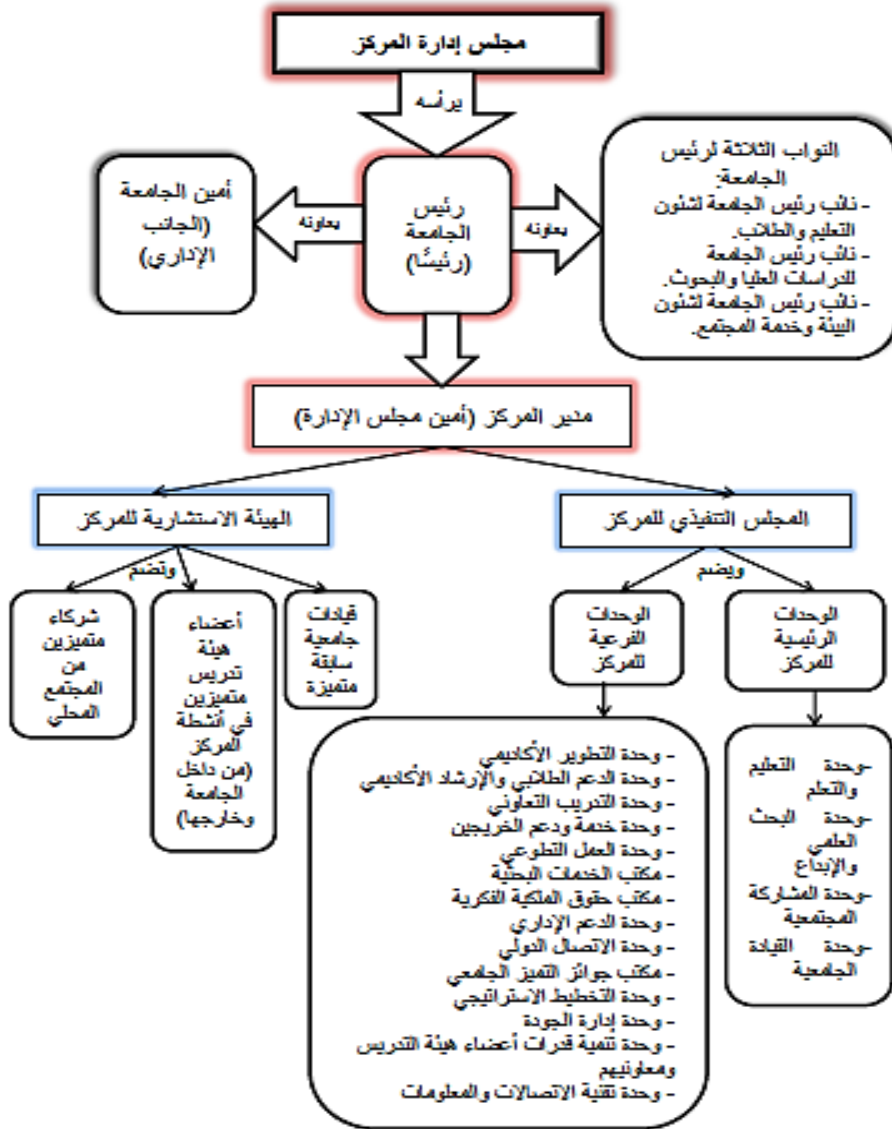 مجلس إدارة المركز
يرأسه
النواب الثلاثة لرئيس
الجامعة:
- نائب رئيس الجامعة لشئون
التعليم والطلاب.
- نائب رئيس الجامعة
للدراسات العليا والبحوث.
- نائب رئيس الجامعة لشئون
البيئة وخدمة المجتمع.
يعاونه
رئيس
الجامعة
(رئيسًا)
يعاونه
أمين الجامعة
(الجانب
الإداري)
مدير المركز (أمين مجلس الإدارة)
المجلس التنفيذي للمركز
الهيئة الاستشارية للمركز
ويضم
وتضم
الوحدات
الرئيسية
للمركز
الوحدات
الفرعية
للمركز
قيادات
جامعية
سابقة
متميزة
أعضاء
هيئة
تدريس
متميزين
في أنشطة
المركز
(من داخل
الجامعة
وخارجها)
شركاء
متميزين
من
المجتمع
المحلي
-وحدة التعليم
والتعلم
-وحدة البحث
العلمي
والإبداع
-وحدة المشاركة
المجتمعية
-وحدة القيادة
الجامعية
- وحدة التطوير الأكاديمي
- وحدة الدعم الطلابي والإرشاد الأكاديمي
- وحدة التدريب التعاوني
- وحدة خدمة ودعم الخريجين
- وحدة العمل التطوعي
- مكتب الخدمات البحثية
- مكتب حقوق الملكية الفكرية
- وحدة الدعم الإداري
- وحدة الاتصال الدولي
- مكتب جوائز التميز الجامعي
- وحدة التخطيط الاستراتيجي
- وحدة إدارة الجودة
- وحدة تنمية قدرات أعضاء هيئة التدريس
ومعاونيهم
- وحدة تقنية الاتصالات والمعلومات